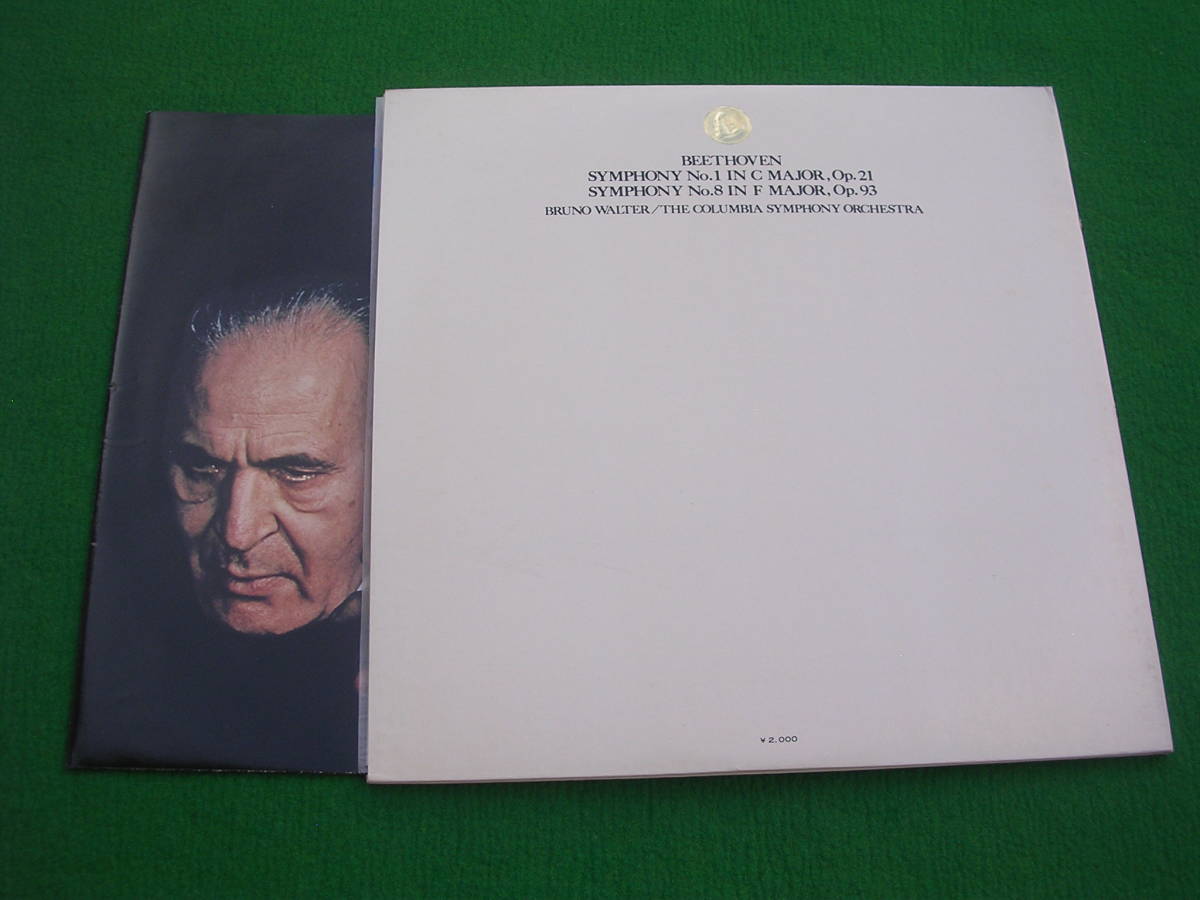 BEETHOVEN
SYMPHONY No.1 IN C MAJOR, Op.21
SYMPHONY No.8 IN F MAJOR, Op.93
BRUNO WALTER/THE COLUMBIA SYMPHONY ORCHESTRA
¥2,000